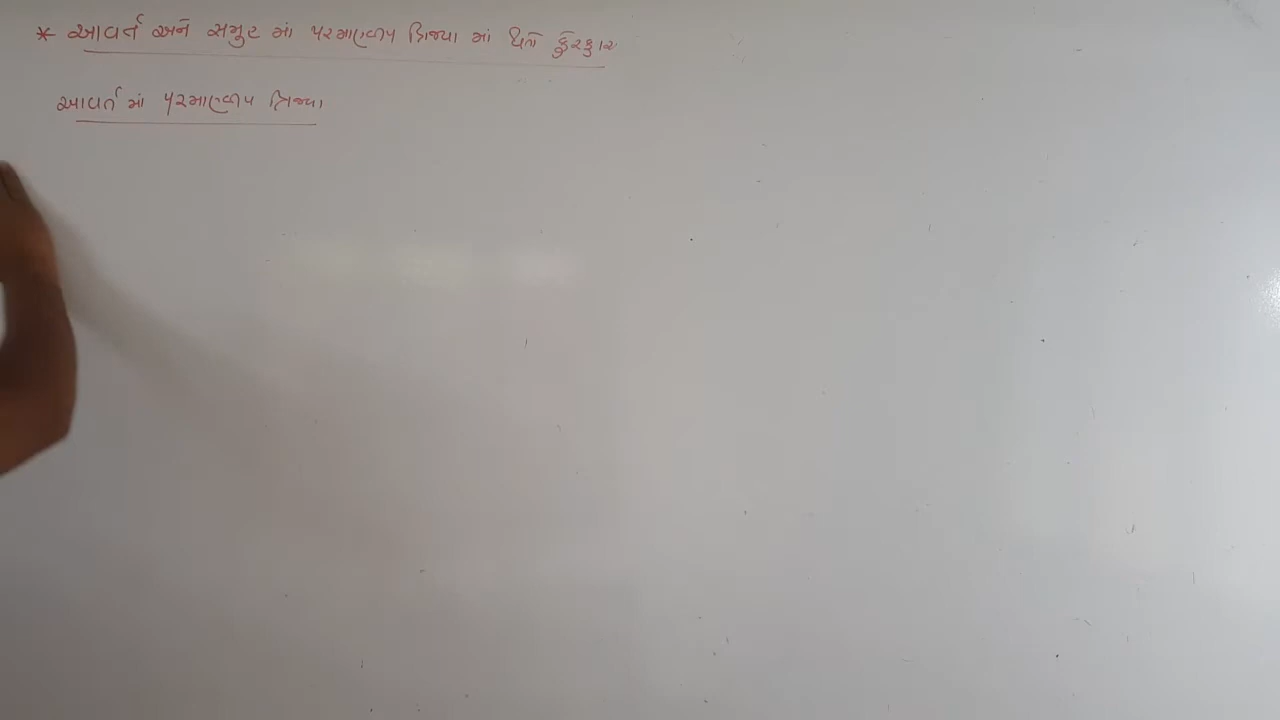 * આવર્ત અને સમુહ માં પરમાણ્વીય ત્રિજ્યા માં થતો ફેરફાર
આવર્ત માં પરમાણ્વીય ત્રિજ્યા